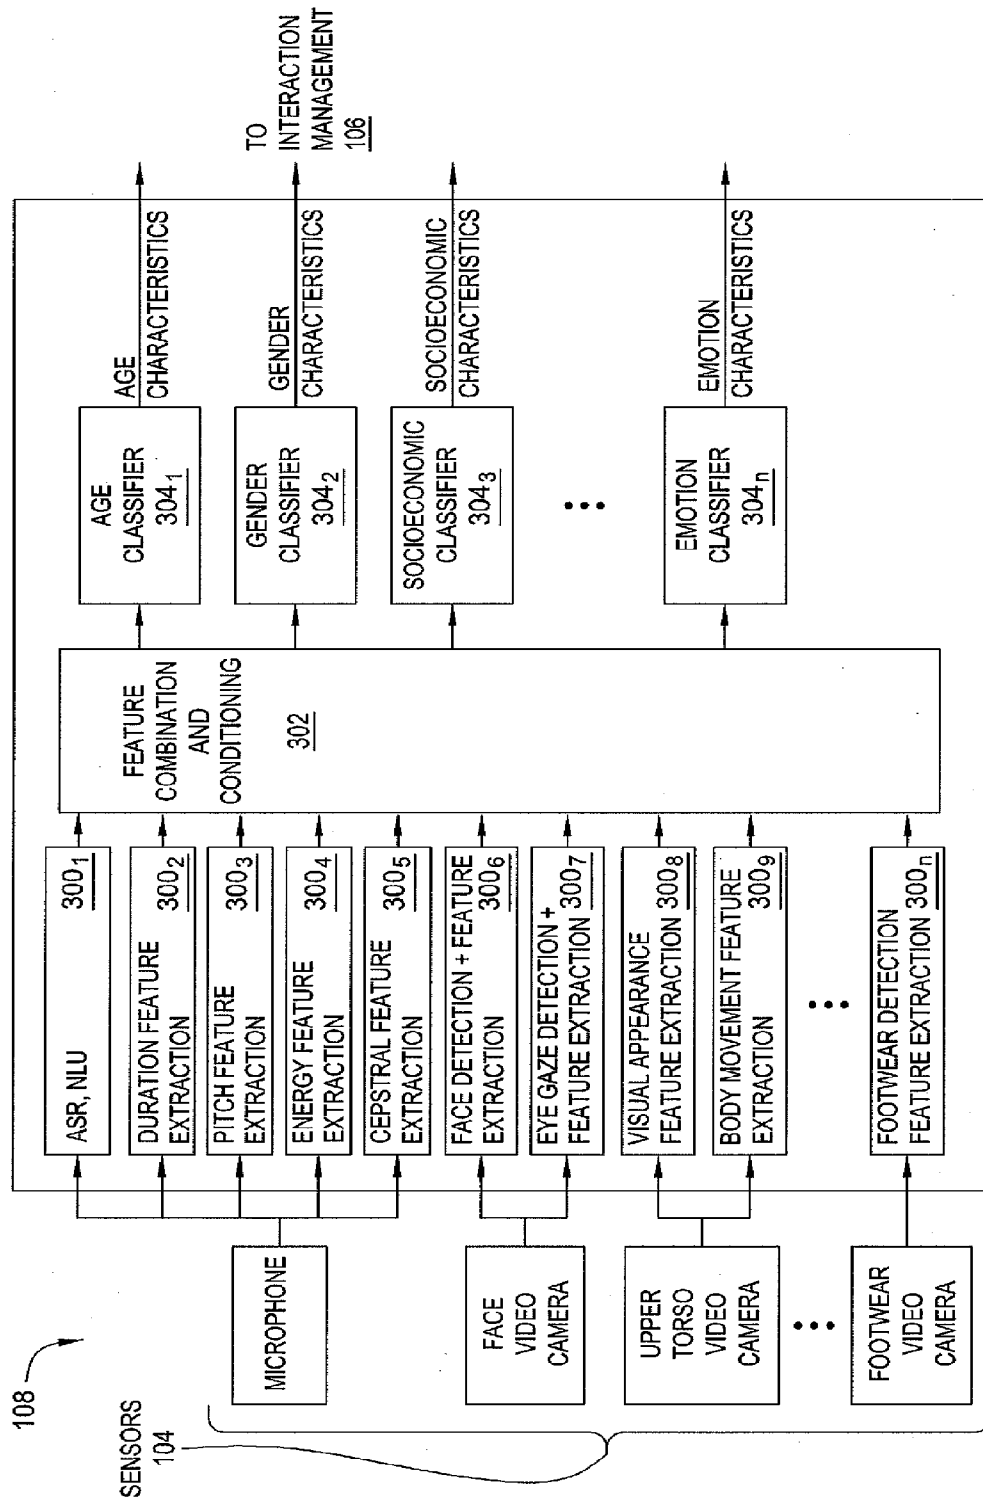 108
SENSORS
104
MICROPHONE
FACE
VIDEO
CAMERA
UPPER
TORSO
VIDEO
CAMERA
FOOTWEAR
VIDEO
CAMERA
ASR, NLU 300₁
DURATION FEATURE
EXTRACTION 300₂
PITCH FEATURE
EXTRACTION 300₃
ENERGY FEATURE
EXTRACTION 300₄
CEPSTRAL FEATURE
EXTRACTION 300₅
FACE DETECTION + FEATURE
EXTRACTION 300₆
EYE GAZE DETECTION +
FEATURE EXTRACTION 300₇
VISUAL APPEARANCE
FEATURE EXTRACTION 300₈
BODY MOVEMENT FEATURE
EXTRACTION 300₉
FOOTWEAR DETECTION
FEATURE EXTRACTION 300ₙ
FEATURE
COMBINATION
AND
CONDITIONING
302
AGE
CLASSIFIER
304₁
GENDER
CLASSIFIER
304₂
SOCIOECONOMIC
CLASSIFIER
304₃
EMOTION
CLASSIFIER
304ₙ
AGE
CHARACTERISTICS
GENDER
CHARACTERISTICS
SOCIOECONOMIC
CHARACTERISTICS
EMOTION
CHARACTERISTICS
TO
INTERACTION
MANAGEMENT
106